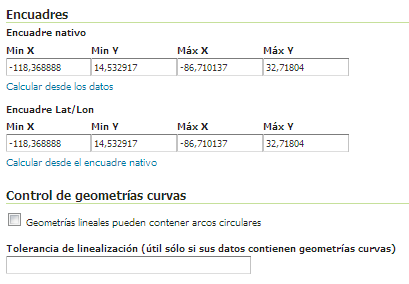 Encuadres
Encuadre nativo
Min X Min Y Máx X Máx Y
-118,368888 14,532917 -86,710137 32,71804
Calcular desde los datos
Encuadre Lat/Lon
Min X Min Y Máx X Máx Y
-118,368888 14,532917 -86,710137 32,71804
Calcular desde el encuadre nativo
Control de geometrías curvas
Geometrías lineales pueden contener arcos circulares
Tolerancia de linealización (útil sólo si sus datos contienen geometrías curvas)